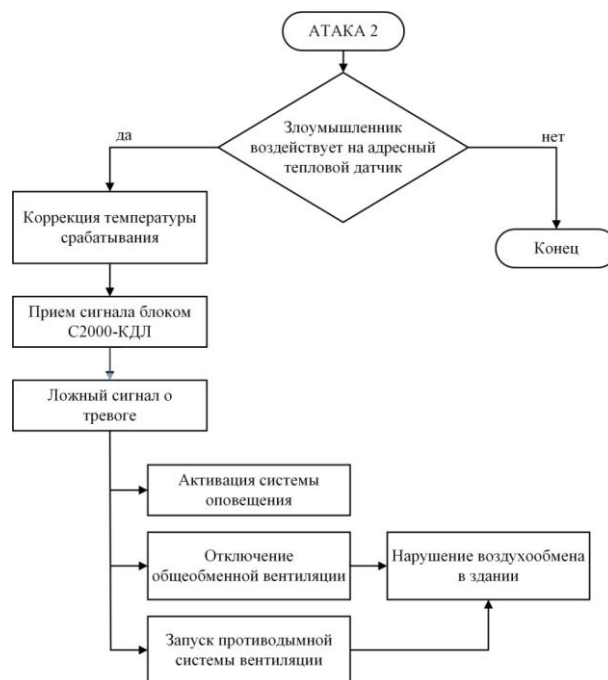 АТАКА 2
Злоумышленник
воздействует на адресный
тепловой датчик
да
нет
Коррекция температуры
срабатывания
Конец
Прием сигнала блоком
С2000-КДЛ
Ложный сигнал о
тревоге
Активация системы
оповещения
Отключение
общеобменной вентиляции
Нарушение воздухообмена
в здании
Запуск противодымной
системы вентиляции